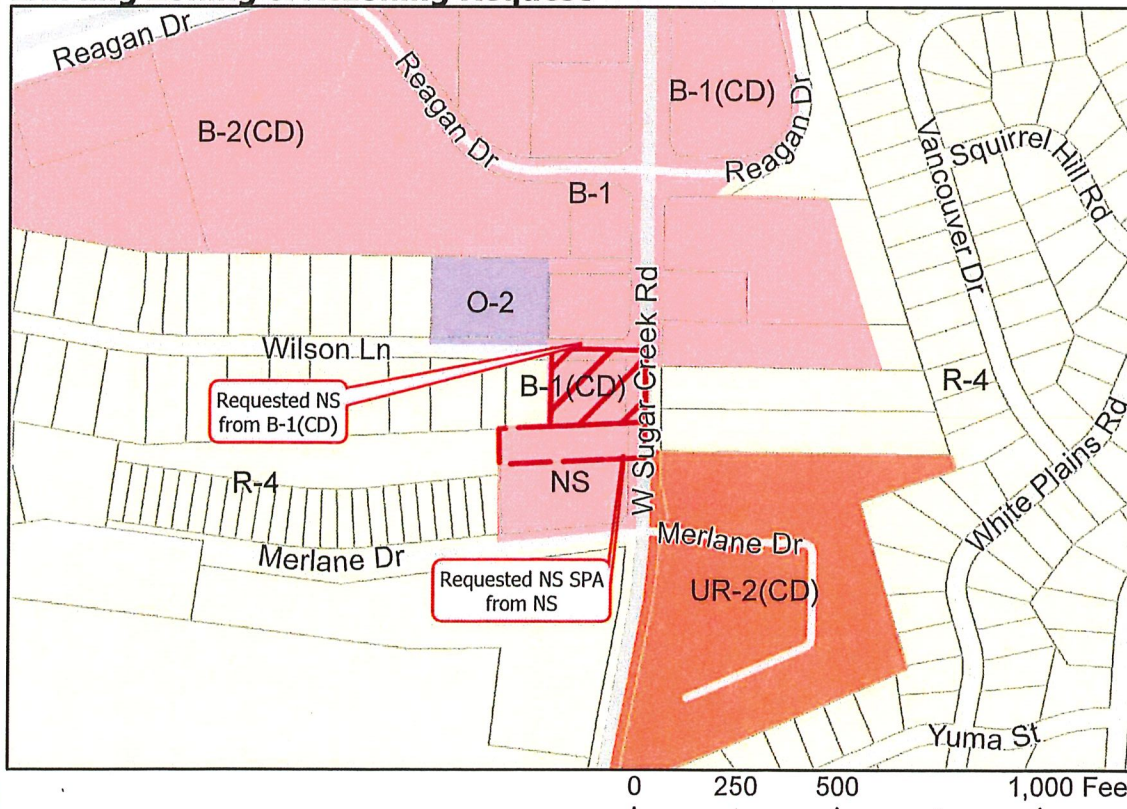 Reagan Dr
Reagan Dr
B-1(CD)
Reagan Dr
B-2(CD)
B-1
Vancouver Dr
Squirrel Hill Rd
O-2
W Sugar Creek Rd
Wilson Ln
B-1(CD)
R-4
Requested NS
from B-1(CD)
R-4
NS
White Plains Rd
Merlane Dr
Merlane Dr
Requested NS SPA
from NS
UR-2(CD)
Yuma St
0 250 500 1,000 Fee